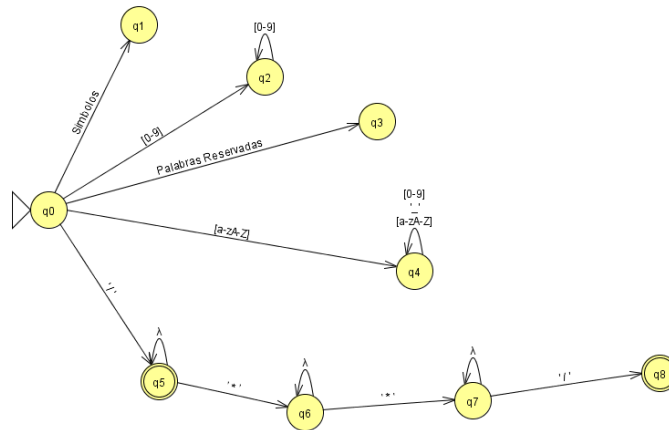 q1
[0-9]
q2
Simbolos
[0-9]
q3
Palabras Reservadas
[0-9]
'_'
[a-zA-Z]
q0
[a-zA-Z]
q4
'/'
λ
q5
'*'
λ
q6
'*'
λ
q7
'/'
q8